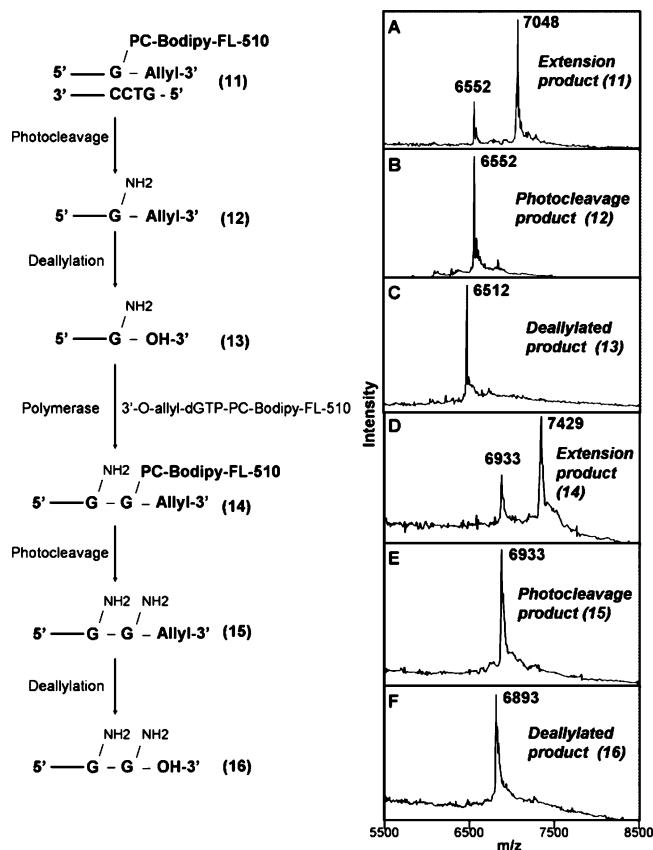 PC-Bodipy-FL-510
5' G - Allyl-3' (11)
3' CCTG - 5'
Photocleavage
NH2
5' G - Allyl-3' (12)
Deallylation
NH2
5' G - OH-3' (13)
Polymerase 3'-O-allyl-dGTP-PC-Bodipy-FL-510
NH2 PC-Bodipy-FL-510
5' G - G - Allyl-3' (14)
Photocleavage
NH2 NH2
5' G - G - Allyl-3' (15)
Deallylation
NH2 NH2
5' G - G - OH-3' (16)
Intensity
A
7048
6552
Extension
product (11)
B
6552
Photocleavage
product (12)
C
6512
Deallylated
product (13)
D
7429
6933
Extension
product
(14)
E
6933
Photocleavage
product (15)
F
6893
Deallylated
product (16)
5500 6500 7500 8500
m/z